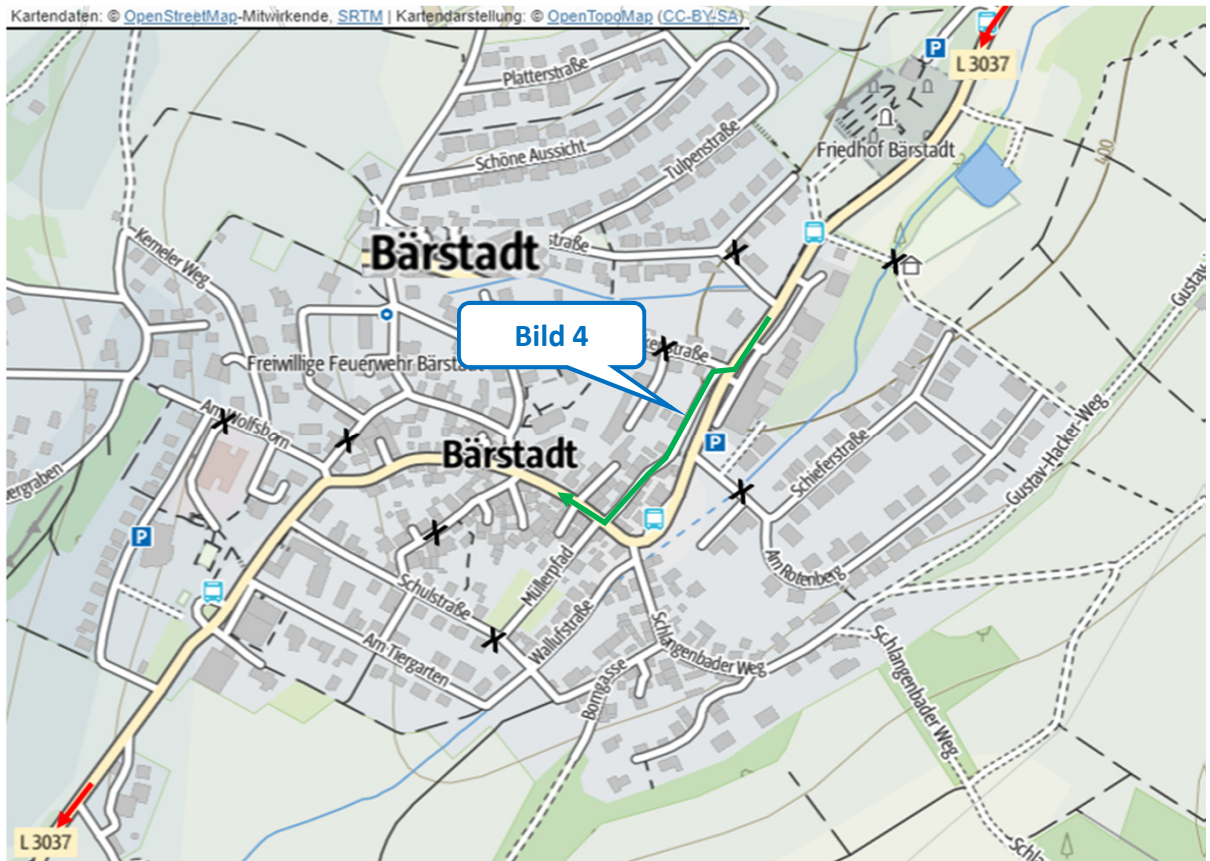 Kartendaten: © OpenStreetMap-Mitwirkende, SRTM | Kartendarstellung: © OpenTopoMap (CC-BY-SA)
P
L 3037
Platterstraße
Friedhof Bärstadt
400
Schöne Aussicht
Tulpenstraße
Kemeler Weg
Bärstadt
straße
Gustav-
Bild 4
straße
Freiwillige Feuerwehr Bärstadt
Am Wolfsborn
Bärstadt
P
Schieferstraße
Gustav-Hacker-Weg
P
Am Rotenberg
Müllerpfad
Schulstraße
Wallufstraße
Am Tiergarten
Schlangenbader Weg
Borngasse
Schlangenbader Weg
L 3037